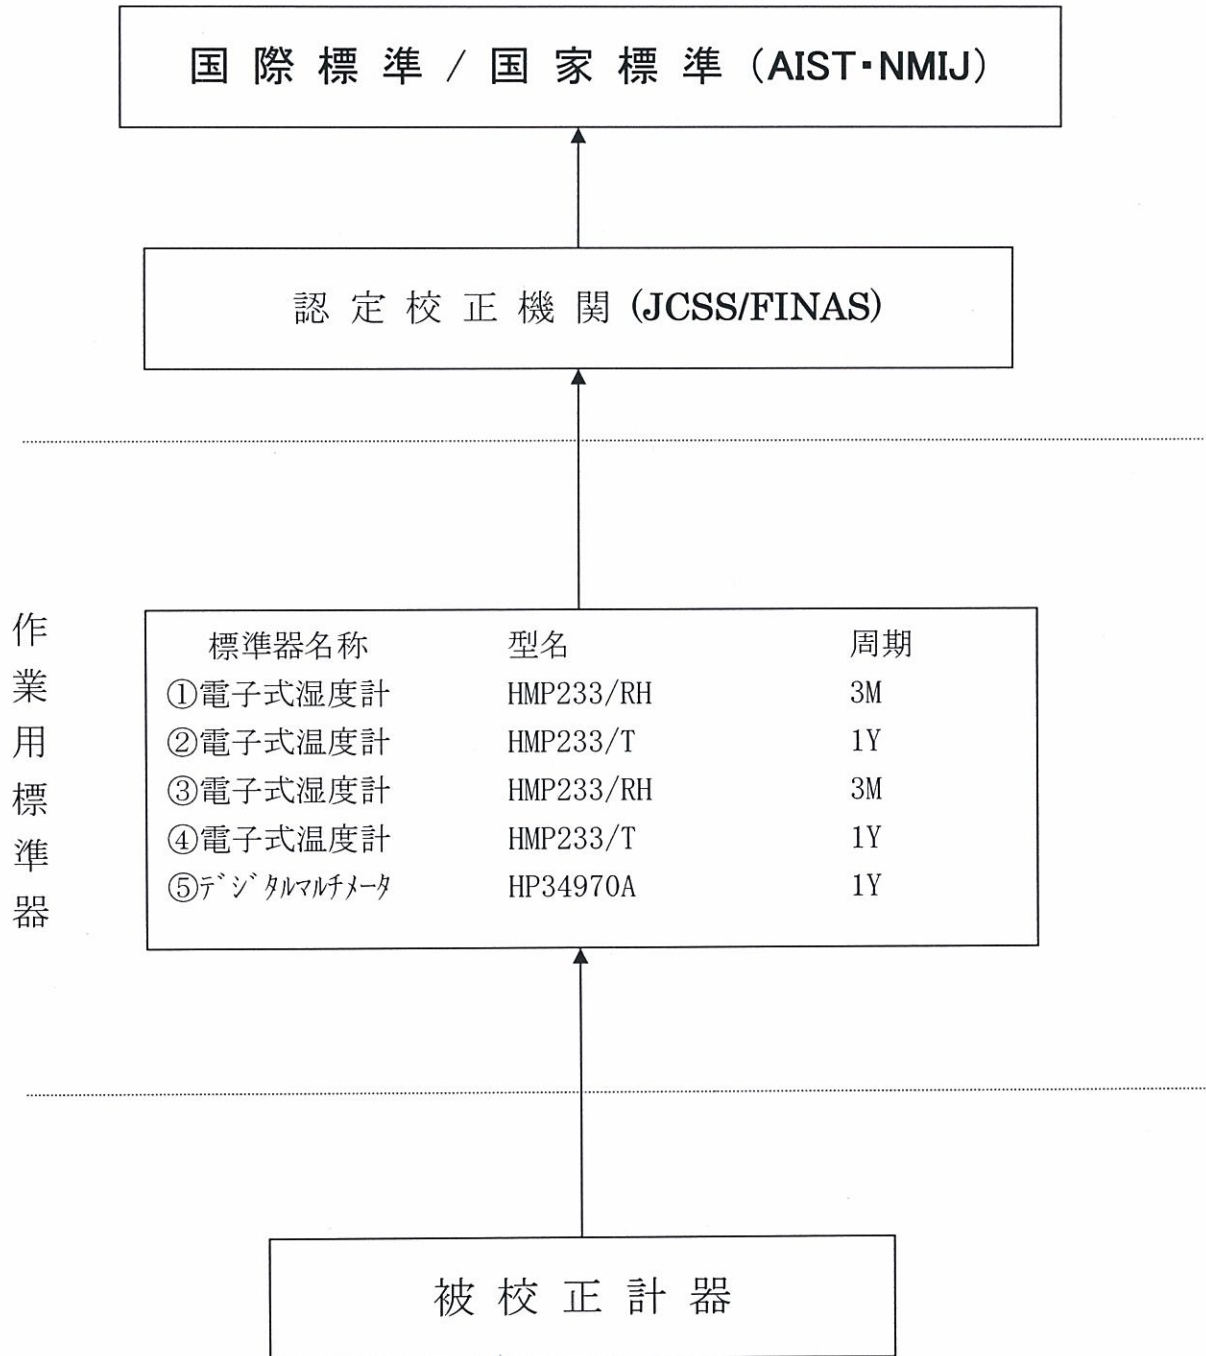 国際標準/国家標準(AIST・NMIJ)
認定校正機関(JCSS/FINAS)
作業用標準器
標準器名称 型名 周期
①電子式湿度計 HMP233/RH 3M
②電子式温度計 HMP233/T 1Y
③電子式湿度計 HMP233/RH 3M
④電子式温度計 HMP233/T 1Y
⑤ﾃﾞｼﾞﾀﾙﾏﾙﾁﾒｰﾀ HP34970A 1Y
被校正計器